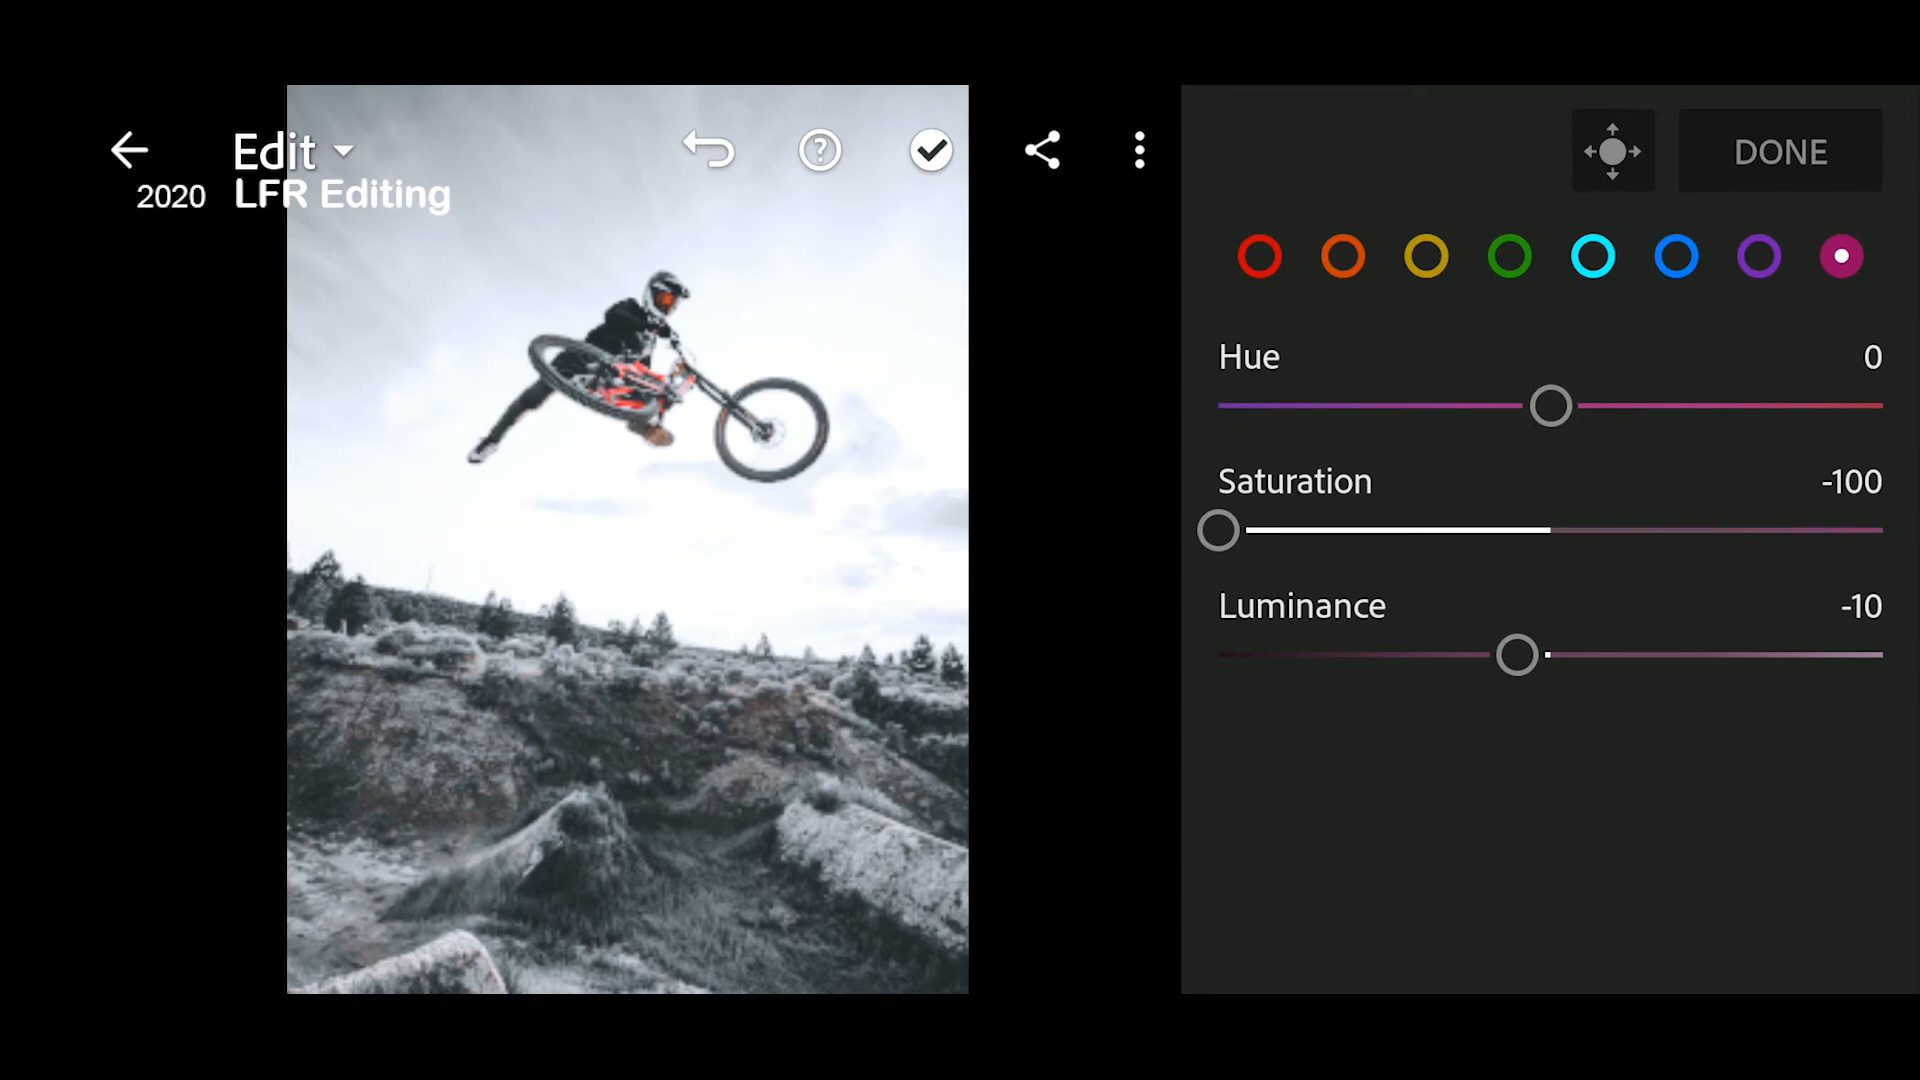 Edit
2020 LFR Editing
DONE
Hue 0
Saturation -100
Luminance -10